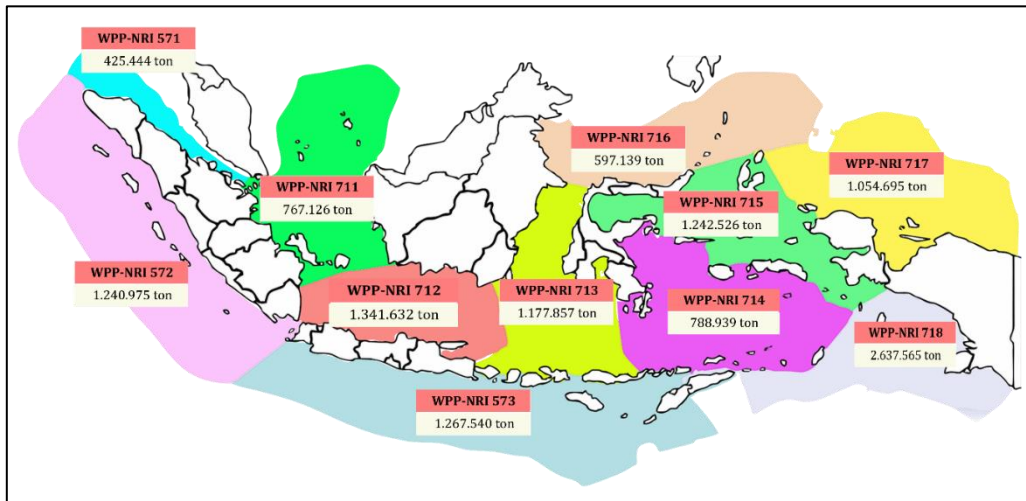 WPP-NRI 571
425.444 ton
WPP-NRI 716
597.139 ton
WPP-NRI 717
1.054.695 ton
WPP-NRI 711
767.126 ton
WPP-NRI 715
1.242.526 ton
WPP-NRI 572
1.240.975 ton
WPP-NRI 712
1.341.632 ton
WPP-NRI 713
1.177.857 ton
WPP-NRI 714
788.939 ton
WPP-NRI 718
2.637.565 ton
WPP-NRI 573
1.267.540 ton